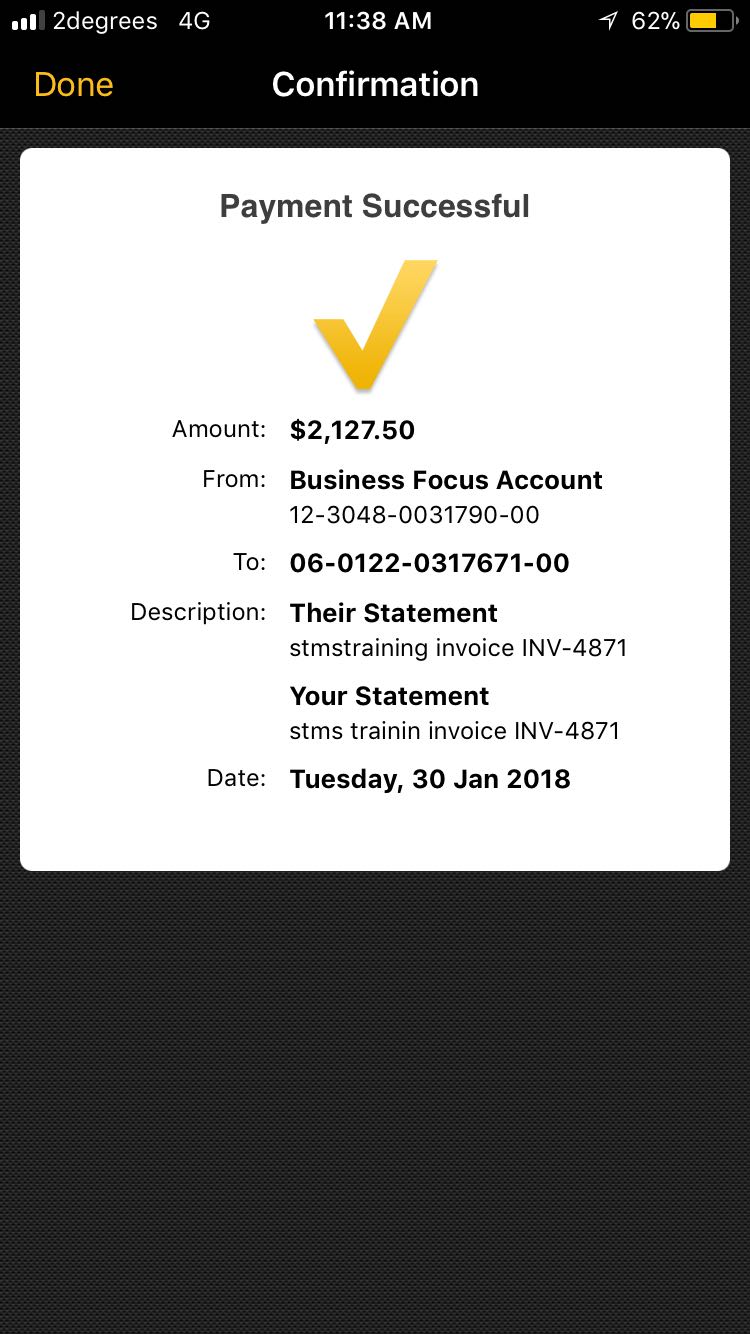 2degrees 4G 11:38 AM 62%
Done Confirmation
Payment Successful
Amount: $2,127.50
From: Business Focus Account
12-3048-0031790-00
To: 06-0122-0317671-00
Description: Their Statement
stmstraining invoice INV-4871
Your Statement
stms trainin invoice INV-4871
Date: Tuesday, 30 Jan 2018